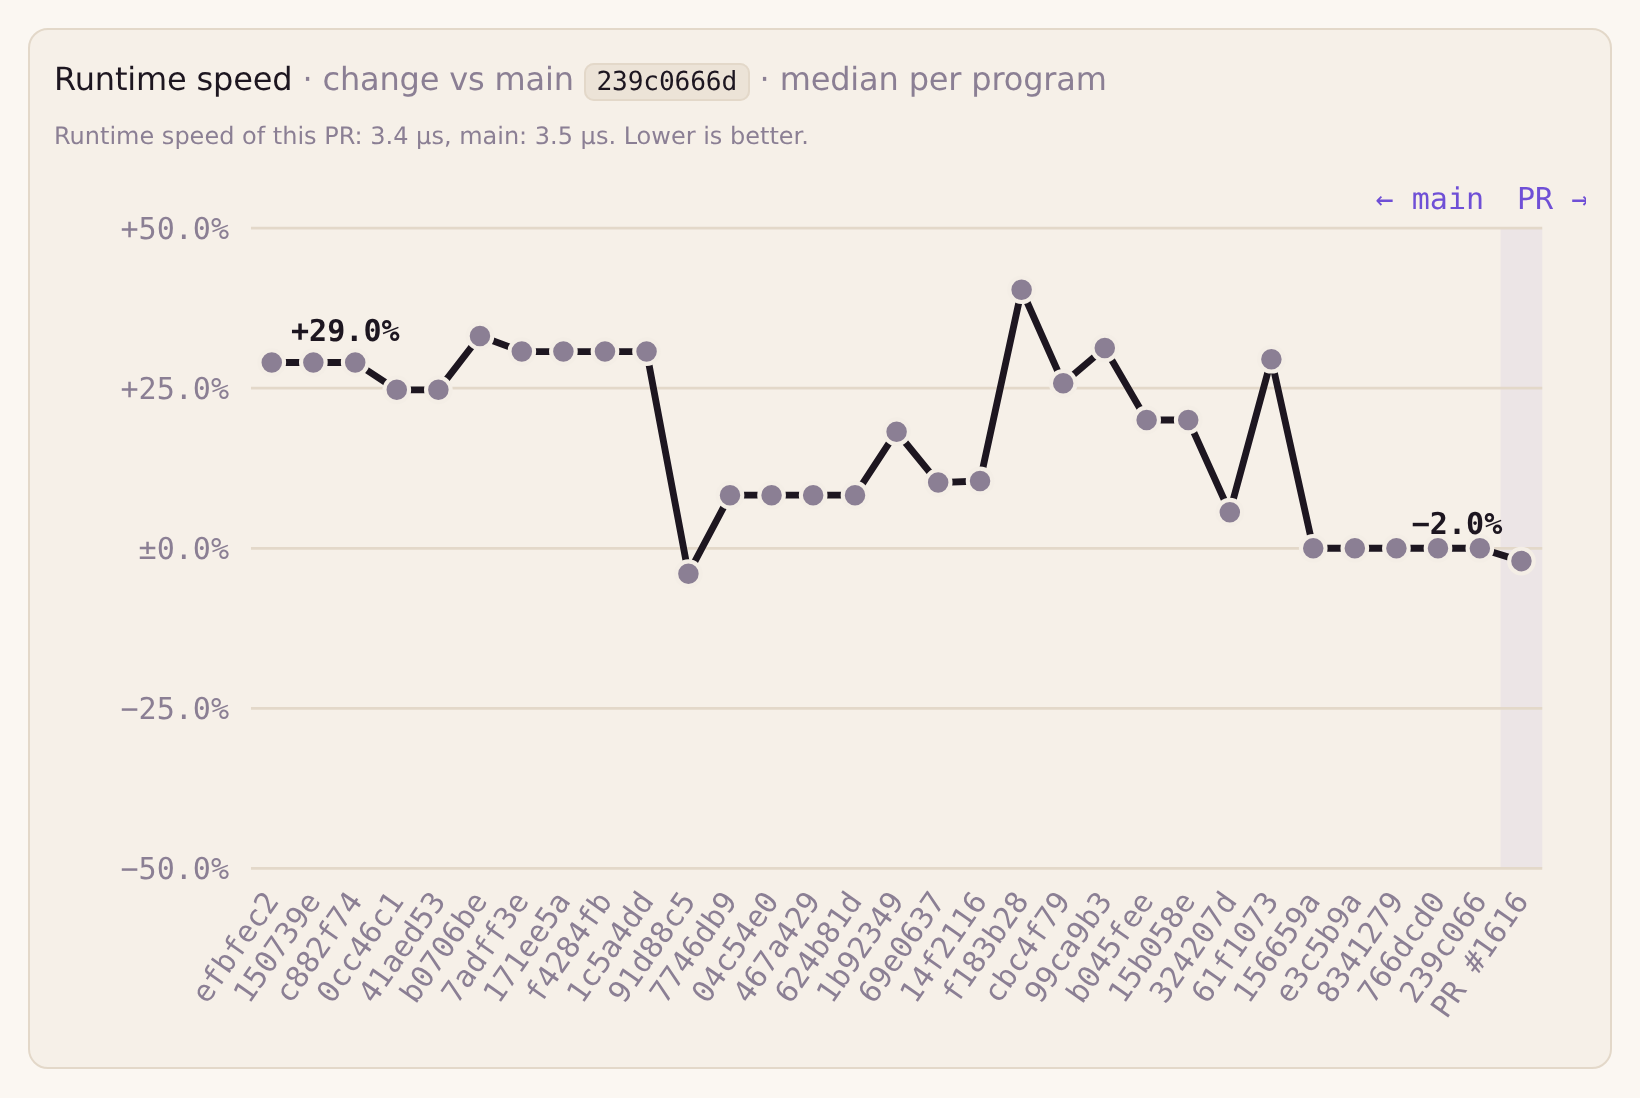 Runtime speed · change vs main 239c0666d · median per program
Runtime speed of this PR: 3.4 µs, main: 3.5 µs. Lower is better.
← main PR →
+50.0%
+29.0%
+25.0%
−2.0%
±0.0%
−25.0%
−50.0%
efbfec2
150739e
c882f74
0cc46c1
41aed53
b0706be
7adff3e
171ee5a
f4284fb
1c5a4dd
91d88c5
7746db9
04c54e0
467a429
624b81d
1b92349
69e0637
14f2116
f183b28
cbc4f79
99ca9b3
b045fee
15b058e
324207d
61f1073
156659a
e3c5b9a
8341279
766dcd0
239c066
PR #1616